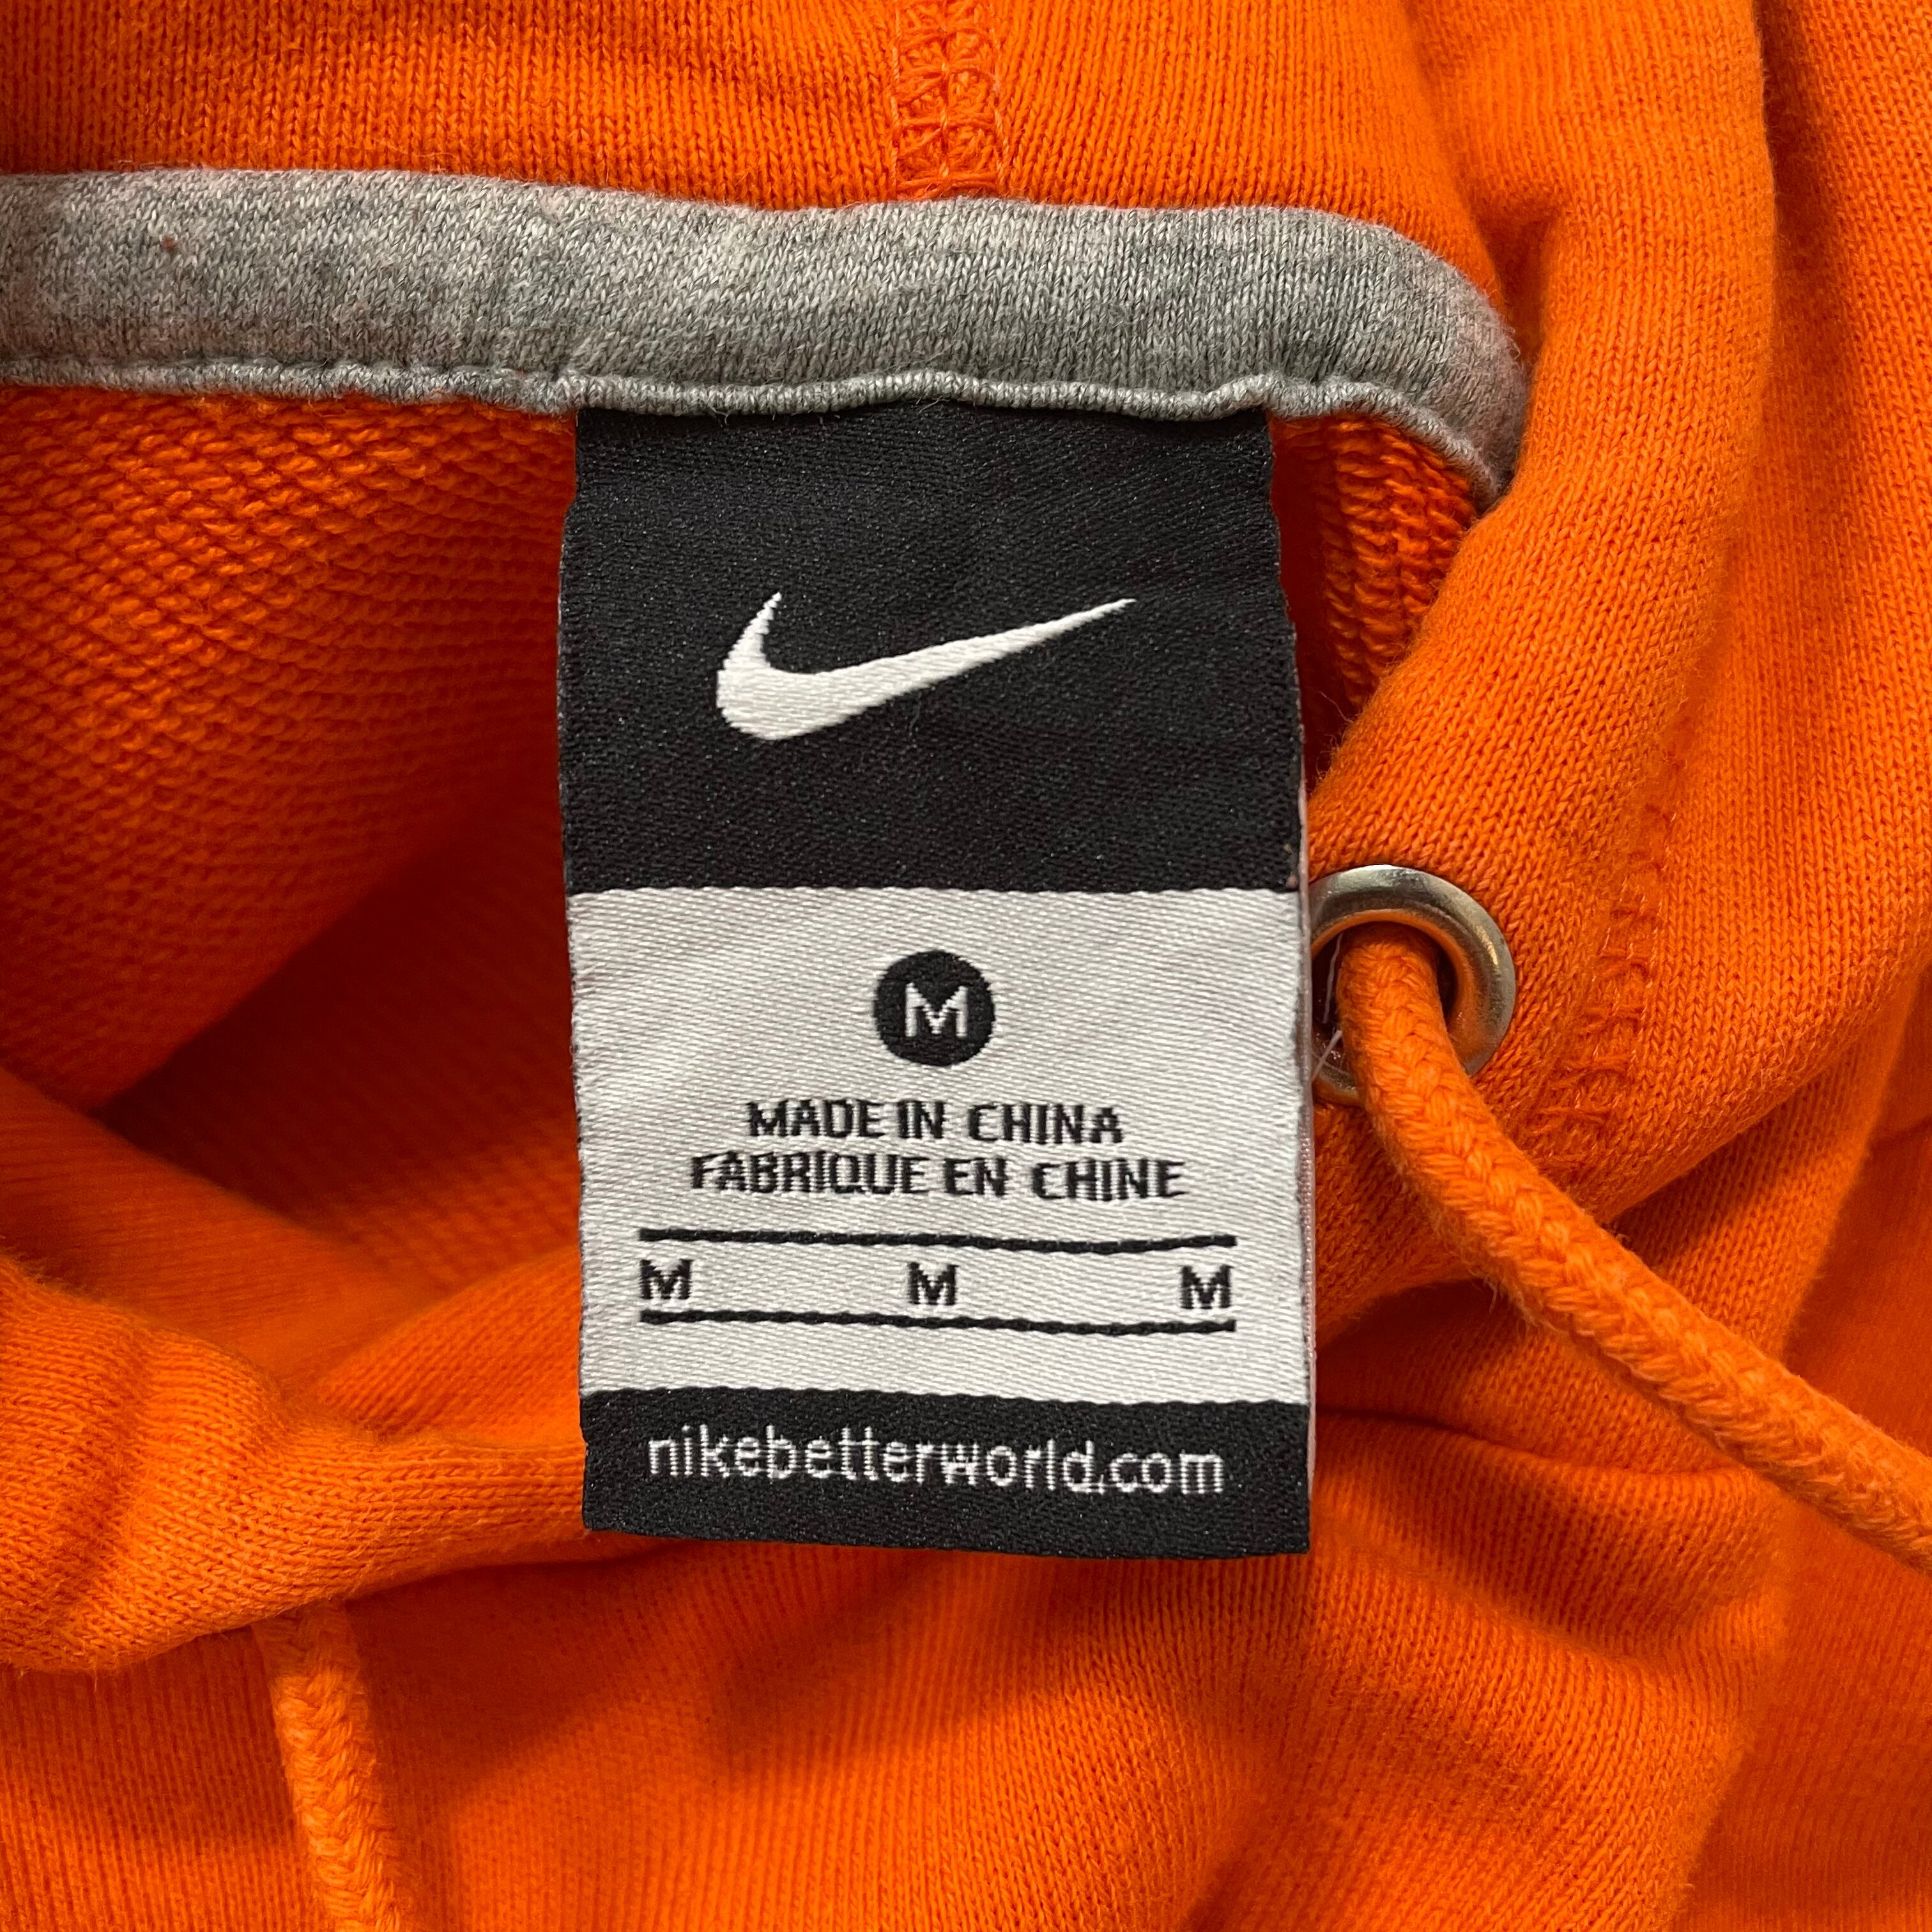 M
MADE IN CHINA
FABRIQUE EN CHINE
M M M
nikebetterworld.com